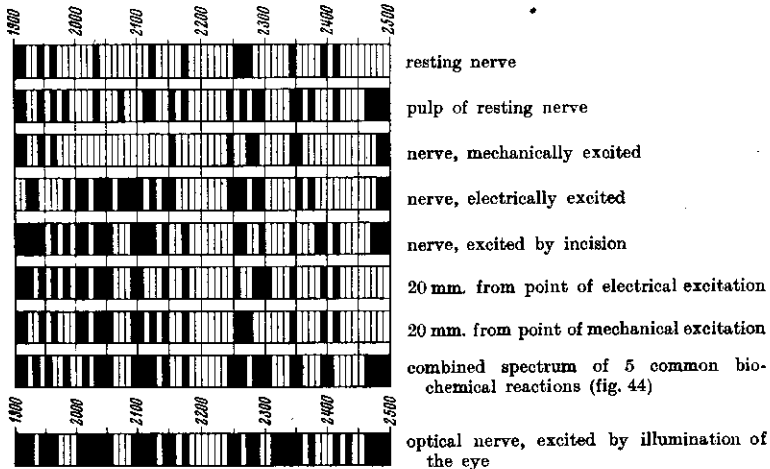 1900 2000 2100 2200 2300 2400 2500
resting nerve
pulp of resting nerve
nerve, mechanically excited
nerve, electrically excited
nerve, excited by incision
20 mm. from point of electrical excitation
20 mm. from point of mechanical excitation
combined spectrum of 5 common bio-
chemical reactions (fig. 44)
1900 2000 2100 2200 2300 2400 2500
optical nerve, excited by illumination of
the eye